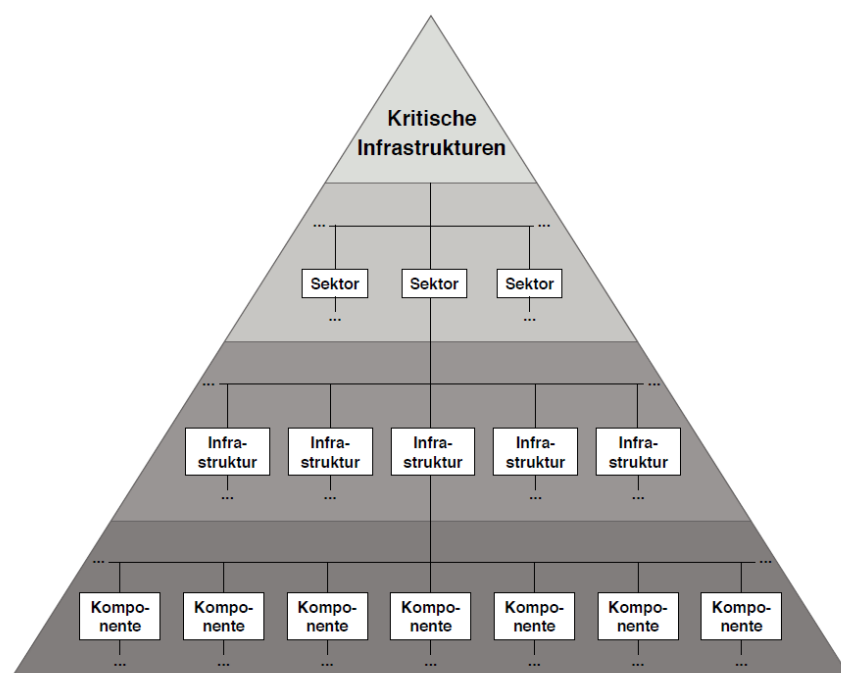 Kritische
Infrastrukturen
... ...
Sektor Sektor Sektor
... ...
... ...
Infra- Infra- Infra- Infra- Infra-
struktur struktur struktur struktur struktur
... ... ... ...
... ...
Kompo- Kompo- Kompo- Kompo- Kompo- Kompo- Kompo-
nente nente nente nente nente nente nente
... ... ... ... ... ... ...